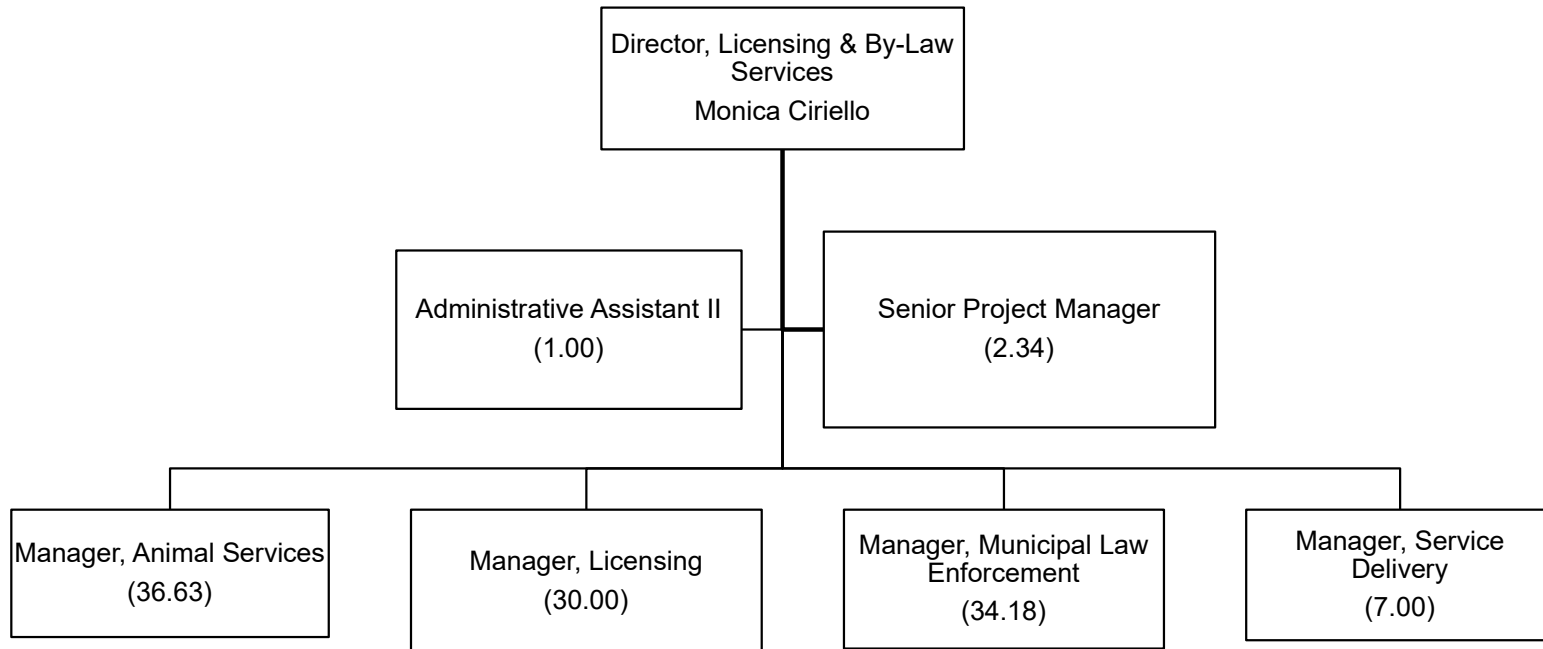 Director, Licensing & By-Law
Services
Monica Ciriello
Administrative Assistant II
(1.00)
Senior Project Manager
(2.34)
Manager, Animal Services
(36.63)
Manager, Licensing
(30.00)
Manager, Municipal Law
Enforcement
(34.18)
Manager, Service
Delivery
(7.00)